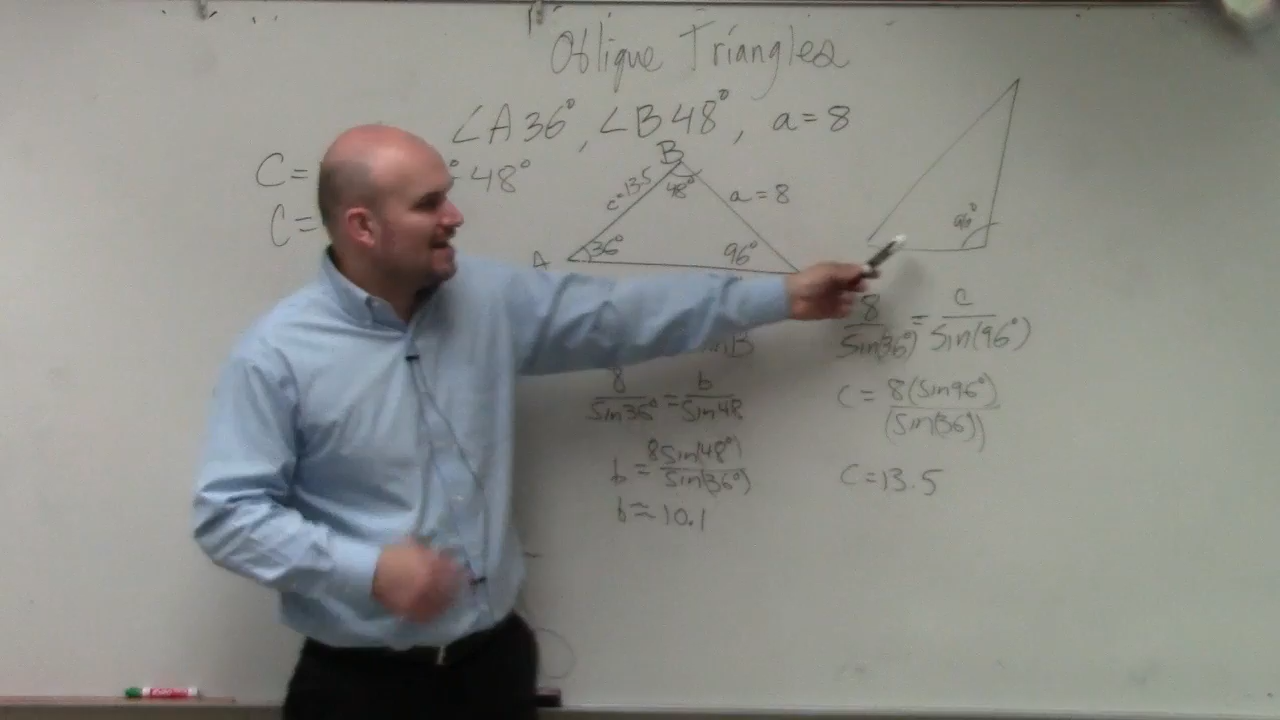 Oblique Triangles
∠A 36°, ∠B 48°, a = 8
C = ° 48°
C =
B
c = 13.5
48°
a = 8
A
36°
96°
96°
8/Sin(36°) = c/Sin(96°)
8/Sin36° = b/Sin48
C = 8(Sin96°)/(Sin(36°))
b = 8Sin(48°)/Sin(36°)
C = 13.5
b ≈ 10.1